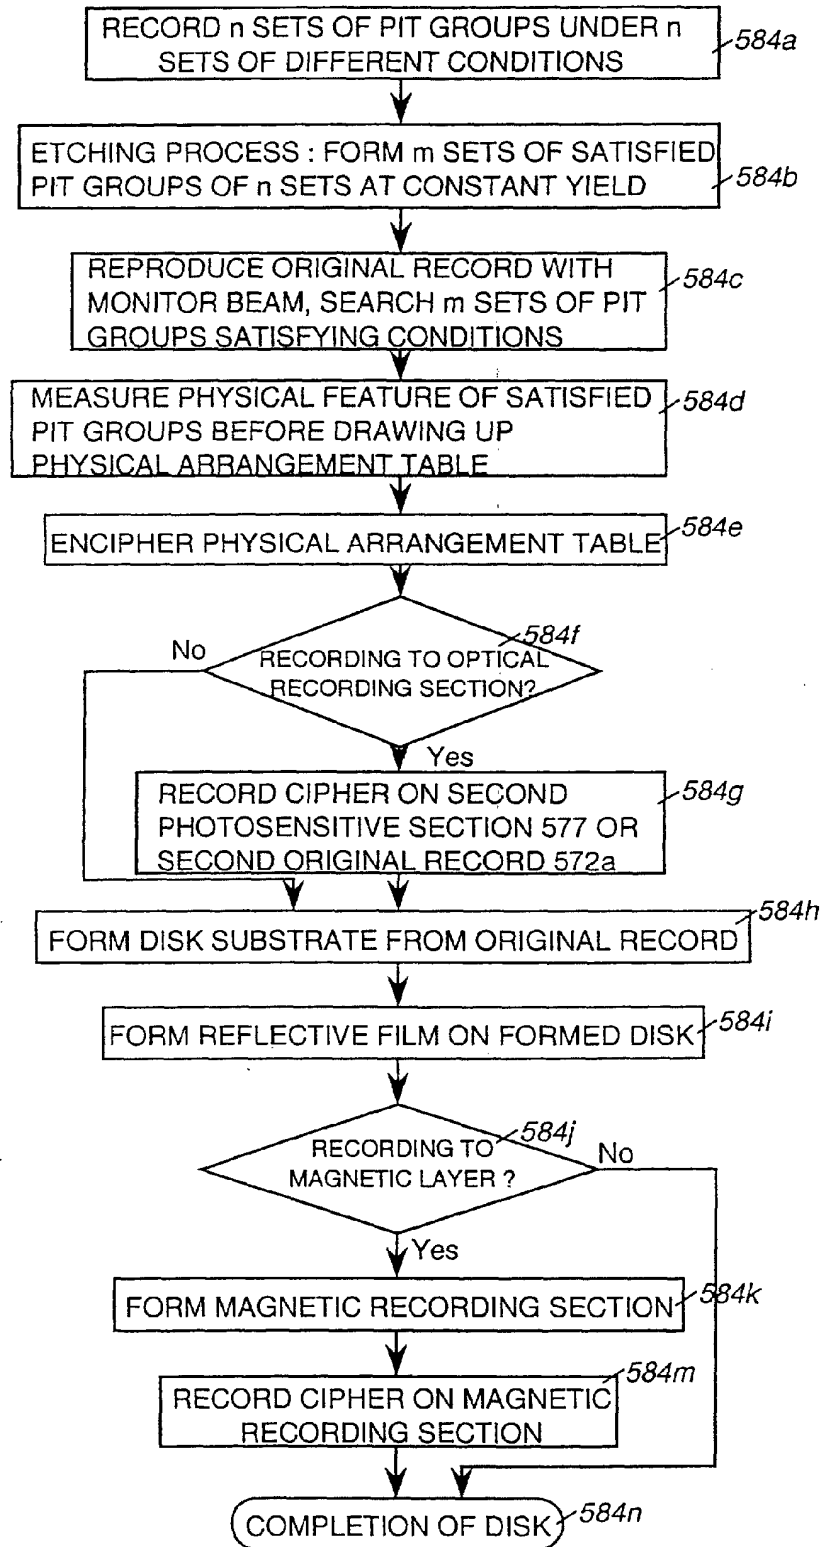 RECORD n SETS OF PIT GROUPS UNDER n
SETS OF DIFFERENT CONDITIONS
584a
ETCHING PROCESS : FORM m SETS OF SATISFIED
PIT GROUPS OF n SETS AT CONSTANT YIELD
584b
REPRODUCE ORIGINAL RECORD WITH
MONITOR BEAM, SEARCH m SETS OF PIT
GROUPS SATISFYING CONDITIONS
584c
MEASURE PHYSICAL FEATURE OF SATISFIED
PIT GROUPS BEFORE DRAWING UP
PHYSICAL ARRANGEMENT TABLE
584d
ENCIPHER PHYSICAL ARRANGEMENT TABLE
584e
584f
No
RECORDING TO OPTICAL
RECORDING SECTION?
Yes
RECORD CIPHER ON SECOND
PHOTOSENSITIVE SECTION 577 OR
SECOND ORIGINAL RECORD 572a
584g
584h
FORM DISK SUBSTRATE FROM ORIGINAL RECORD
FORM REFLECTIVE FILM ON FORMED DISK
584i
584j
RECORDING TO
MAGNETIC LAYER ?
No
Yes
FORM MAGNETIC RECORDING SECTION
584k
584m
RECORD CIPHER ON MAGNETIC
RECORDING SECTION
COMPLETION OF DISK
584n